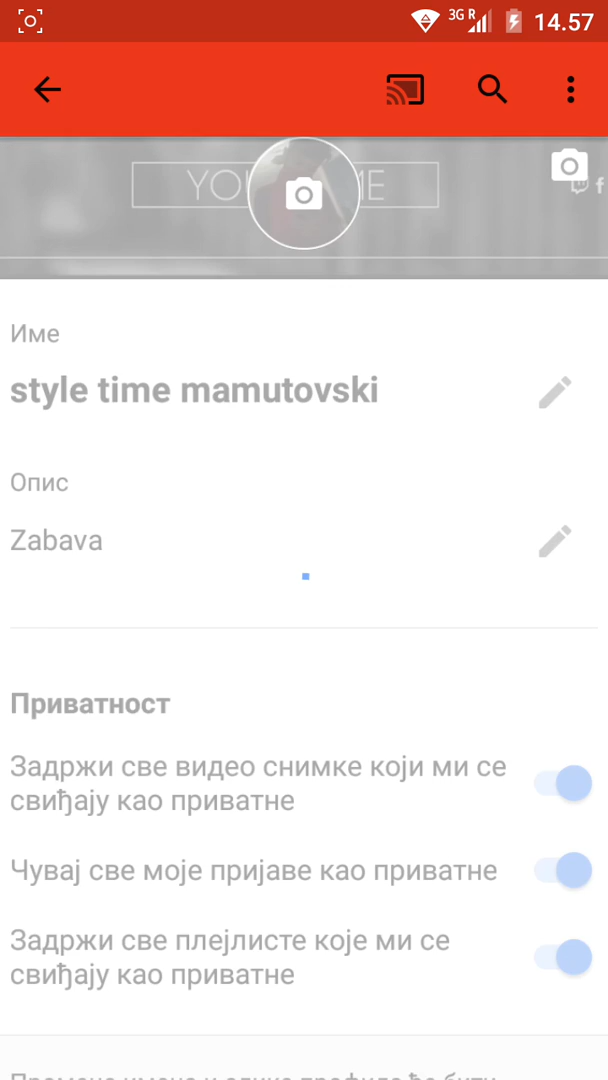 3G R 14.57
Име
style time mamutovski
Опис
Zabava
Приватност
Задржи све видео снимке који ми се
свиђају као приватне
Чувај све моје пријаве као приватне
Задржи све плејлисте које ми се
свиђају као приватне